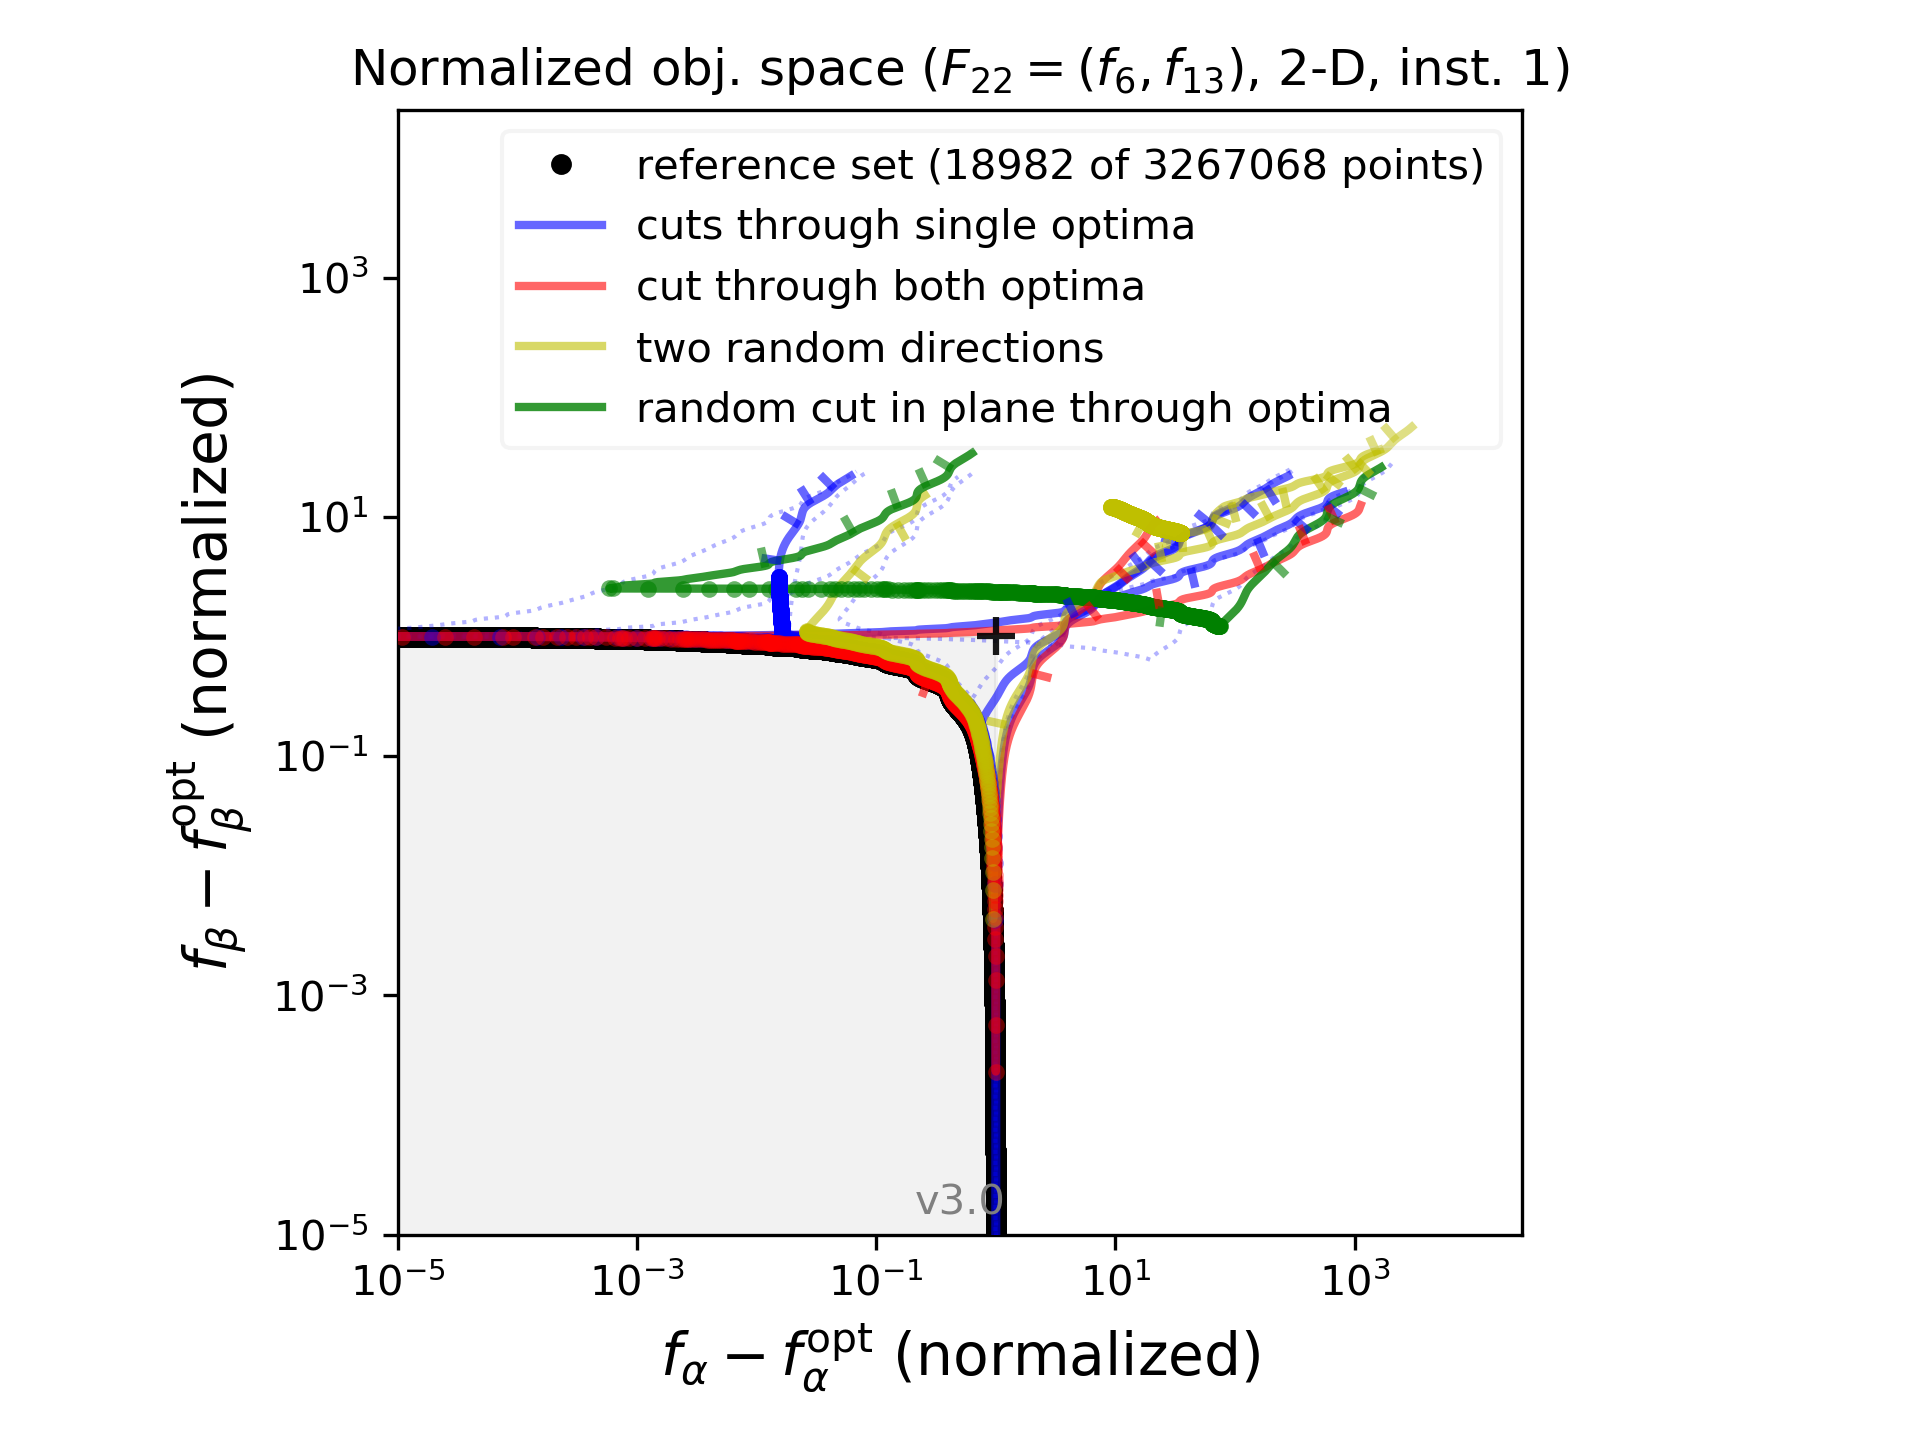 Normalized obj. space (F₂₂ = (f₆, f₁₃), 2-D, inst. 1)
reference set (18982 of 3267068 points)
cuts through single optima
cut through both optima
two random directions
random cut in plane through optima
10³
10¹
10⁻¹
10⁻³
10⁻⁵
f_β − f_β^opt (normalized)
v3.0
10⁻⁵ 10⁻³ 10⁻¹ 10¹ 10³
f_α − f_α^opt (normalized)